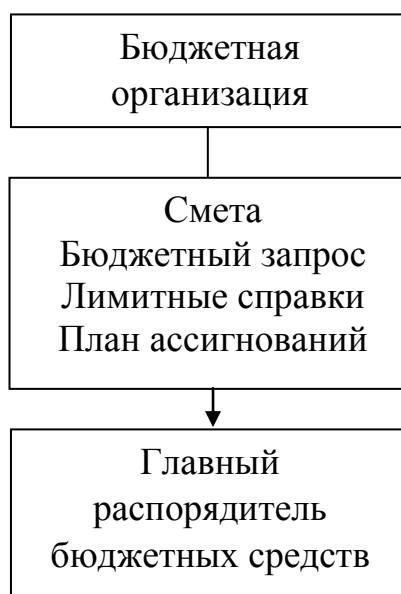 Бюджетная
организация
Смета
Бюджетный запрос
Лимитные справки
План ассигнований
Главный
распорядитель
бюджетных средств